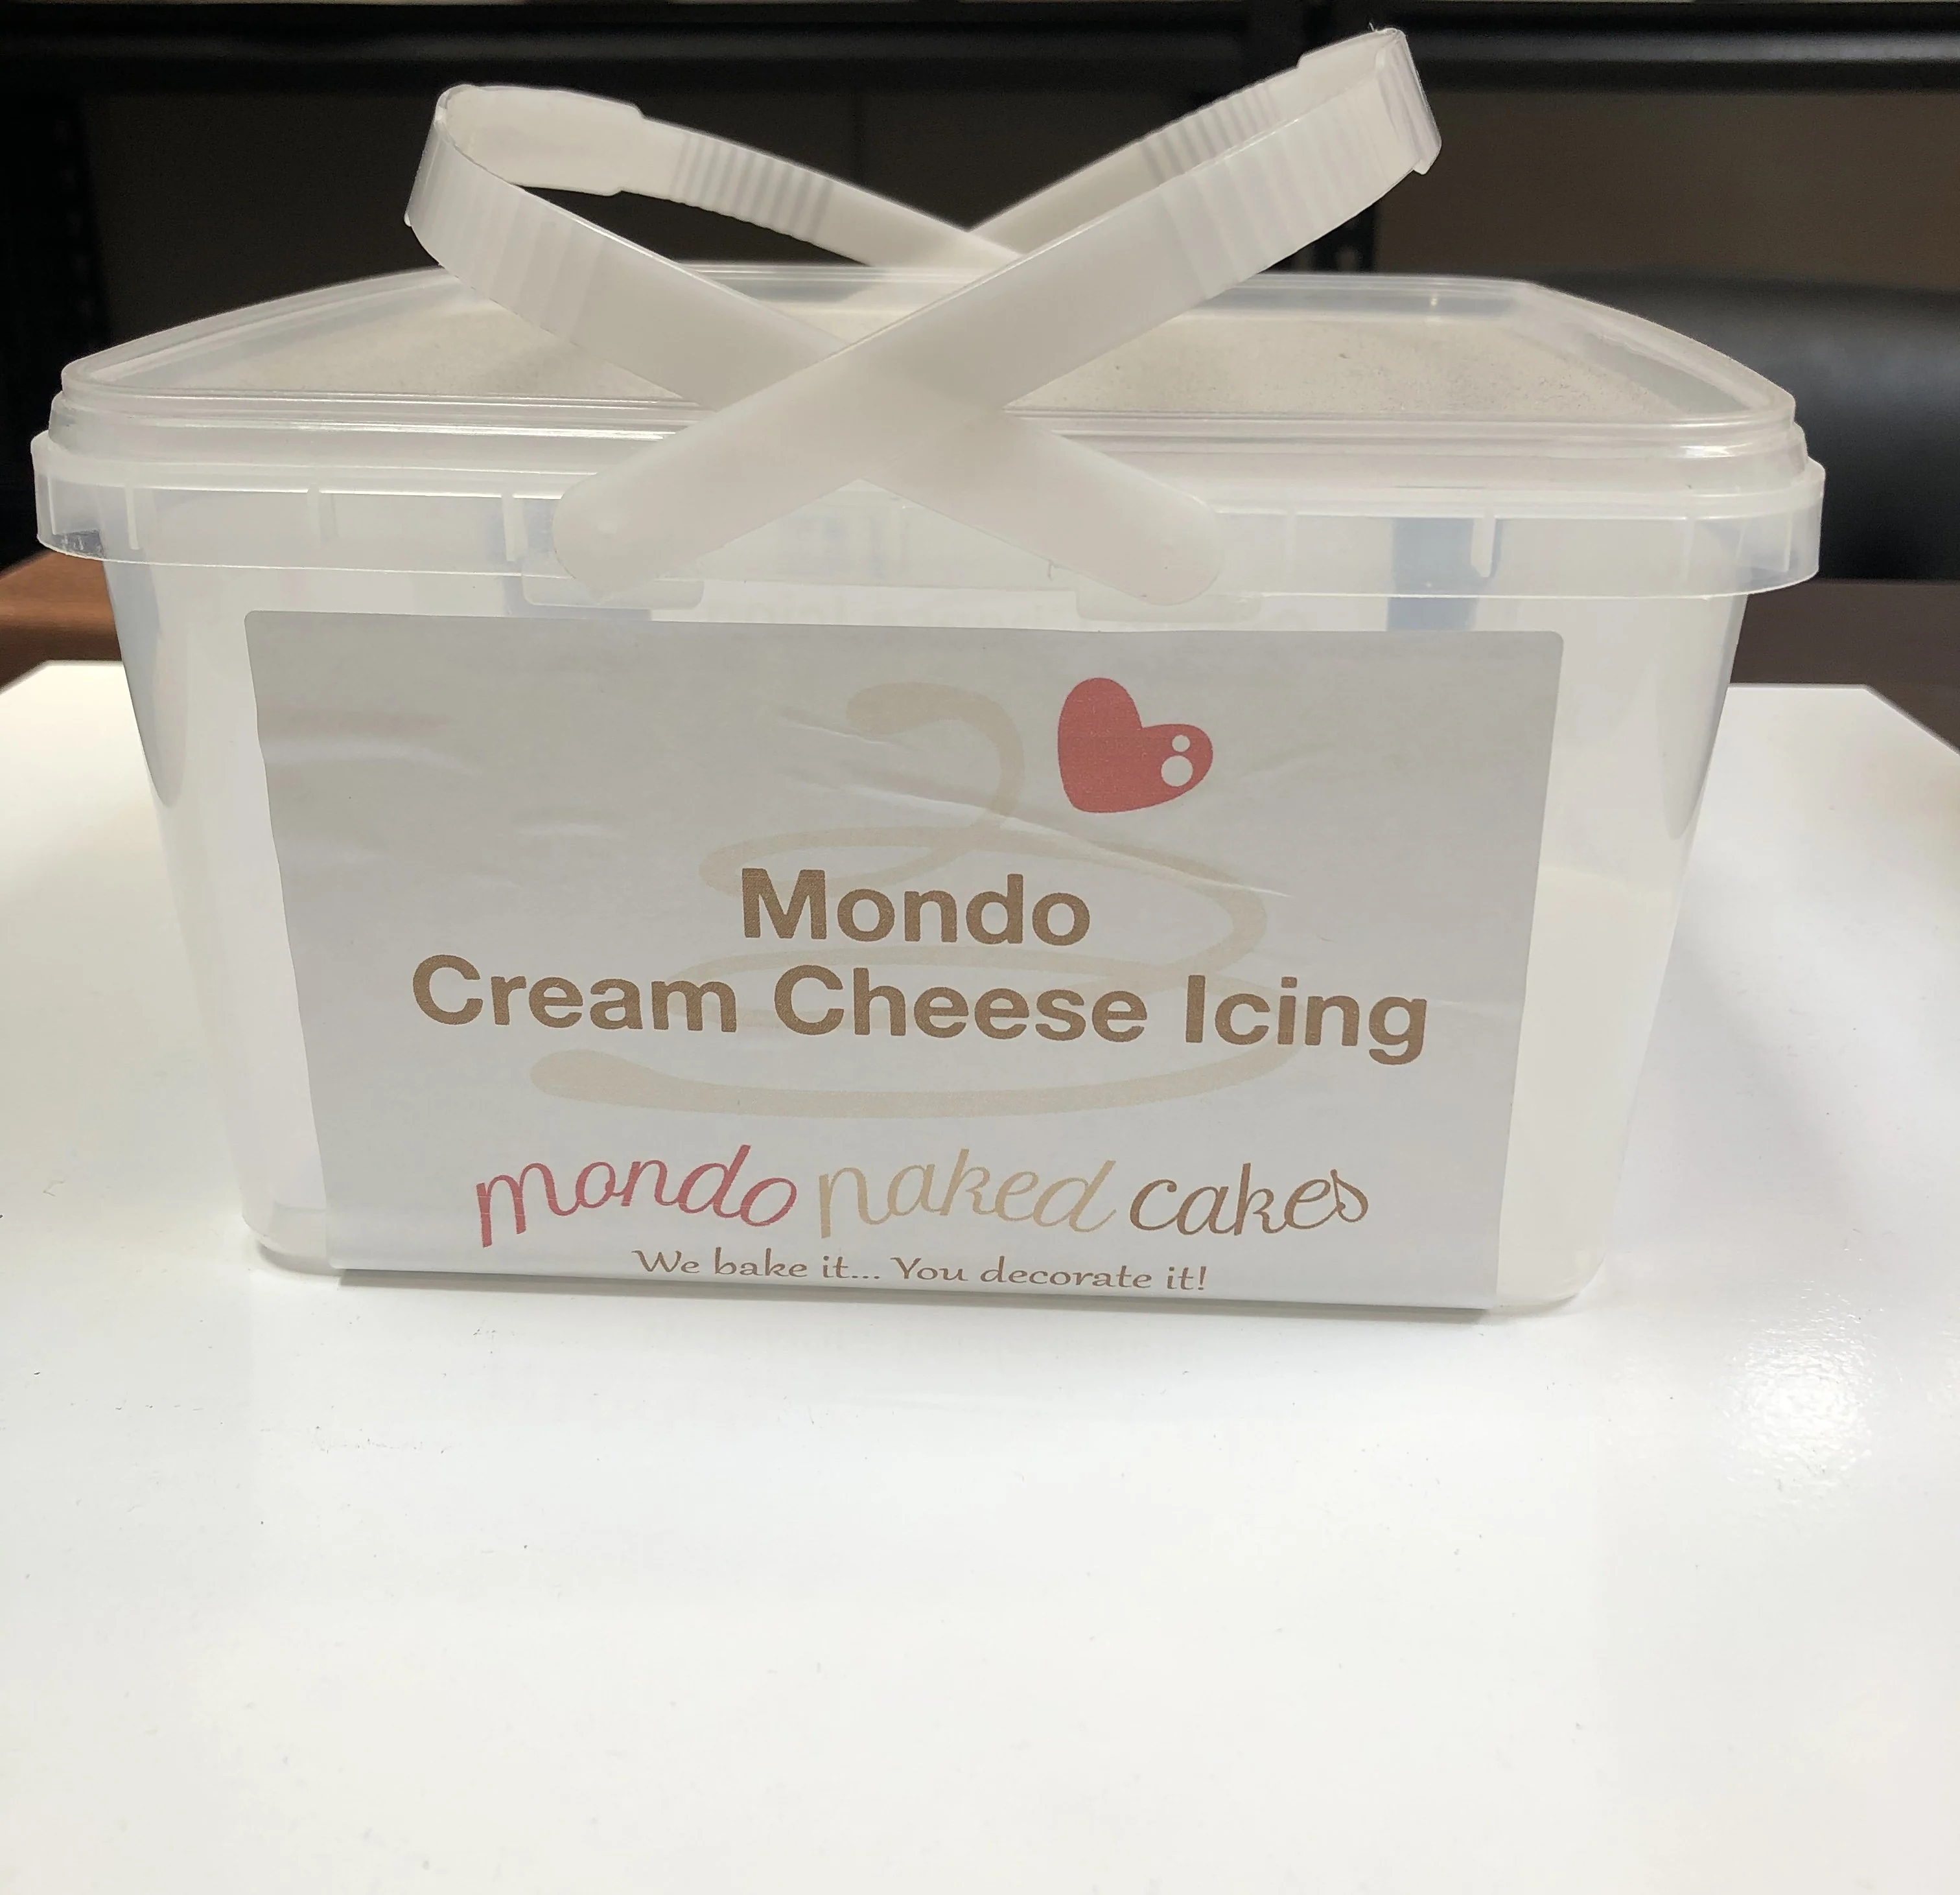 Mondo
Cream Cheese Icing
mondo naked cakes
We bake it... You decorate it!